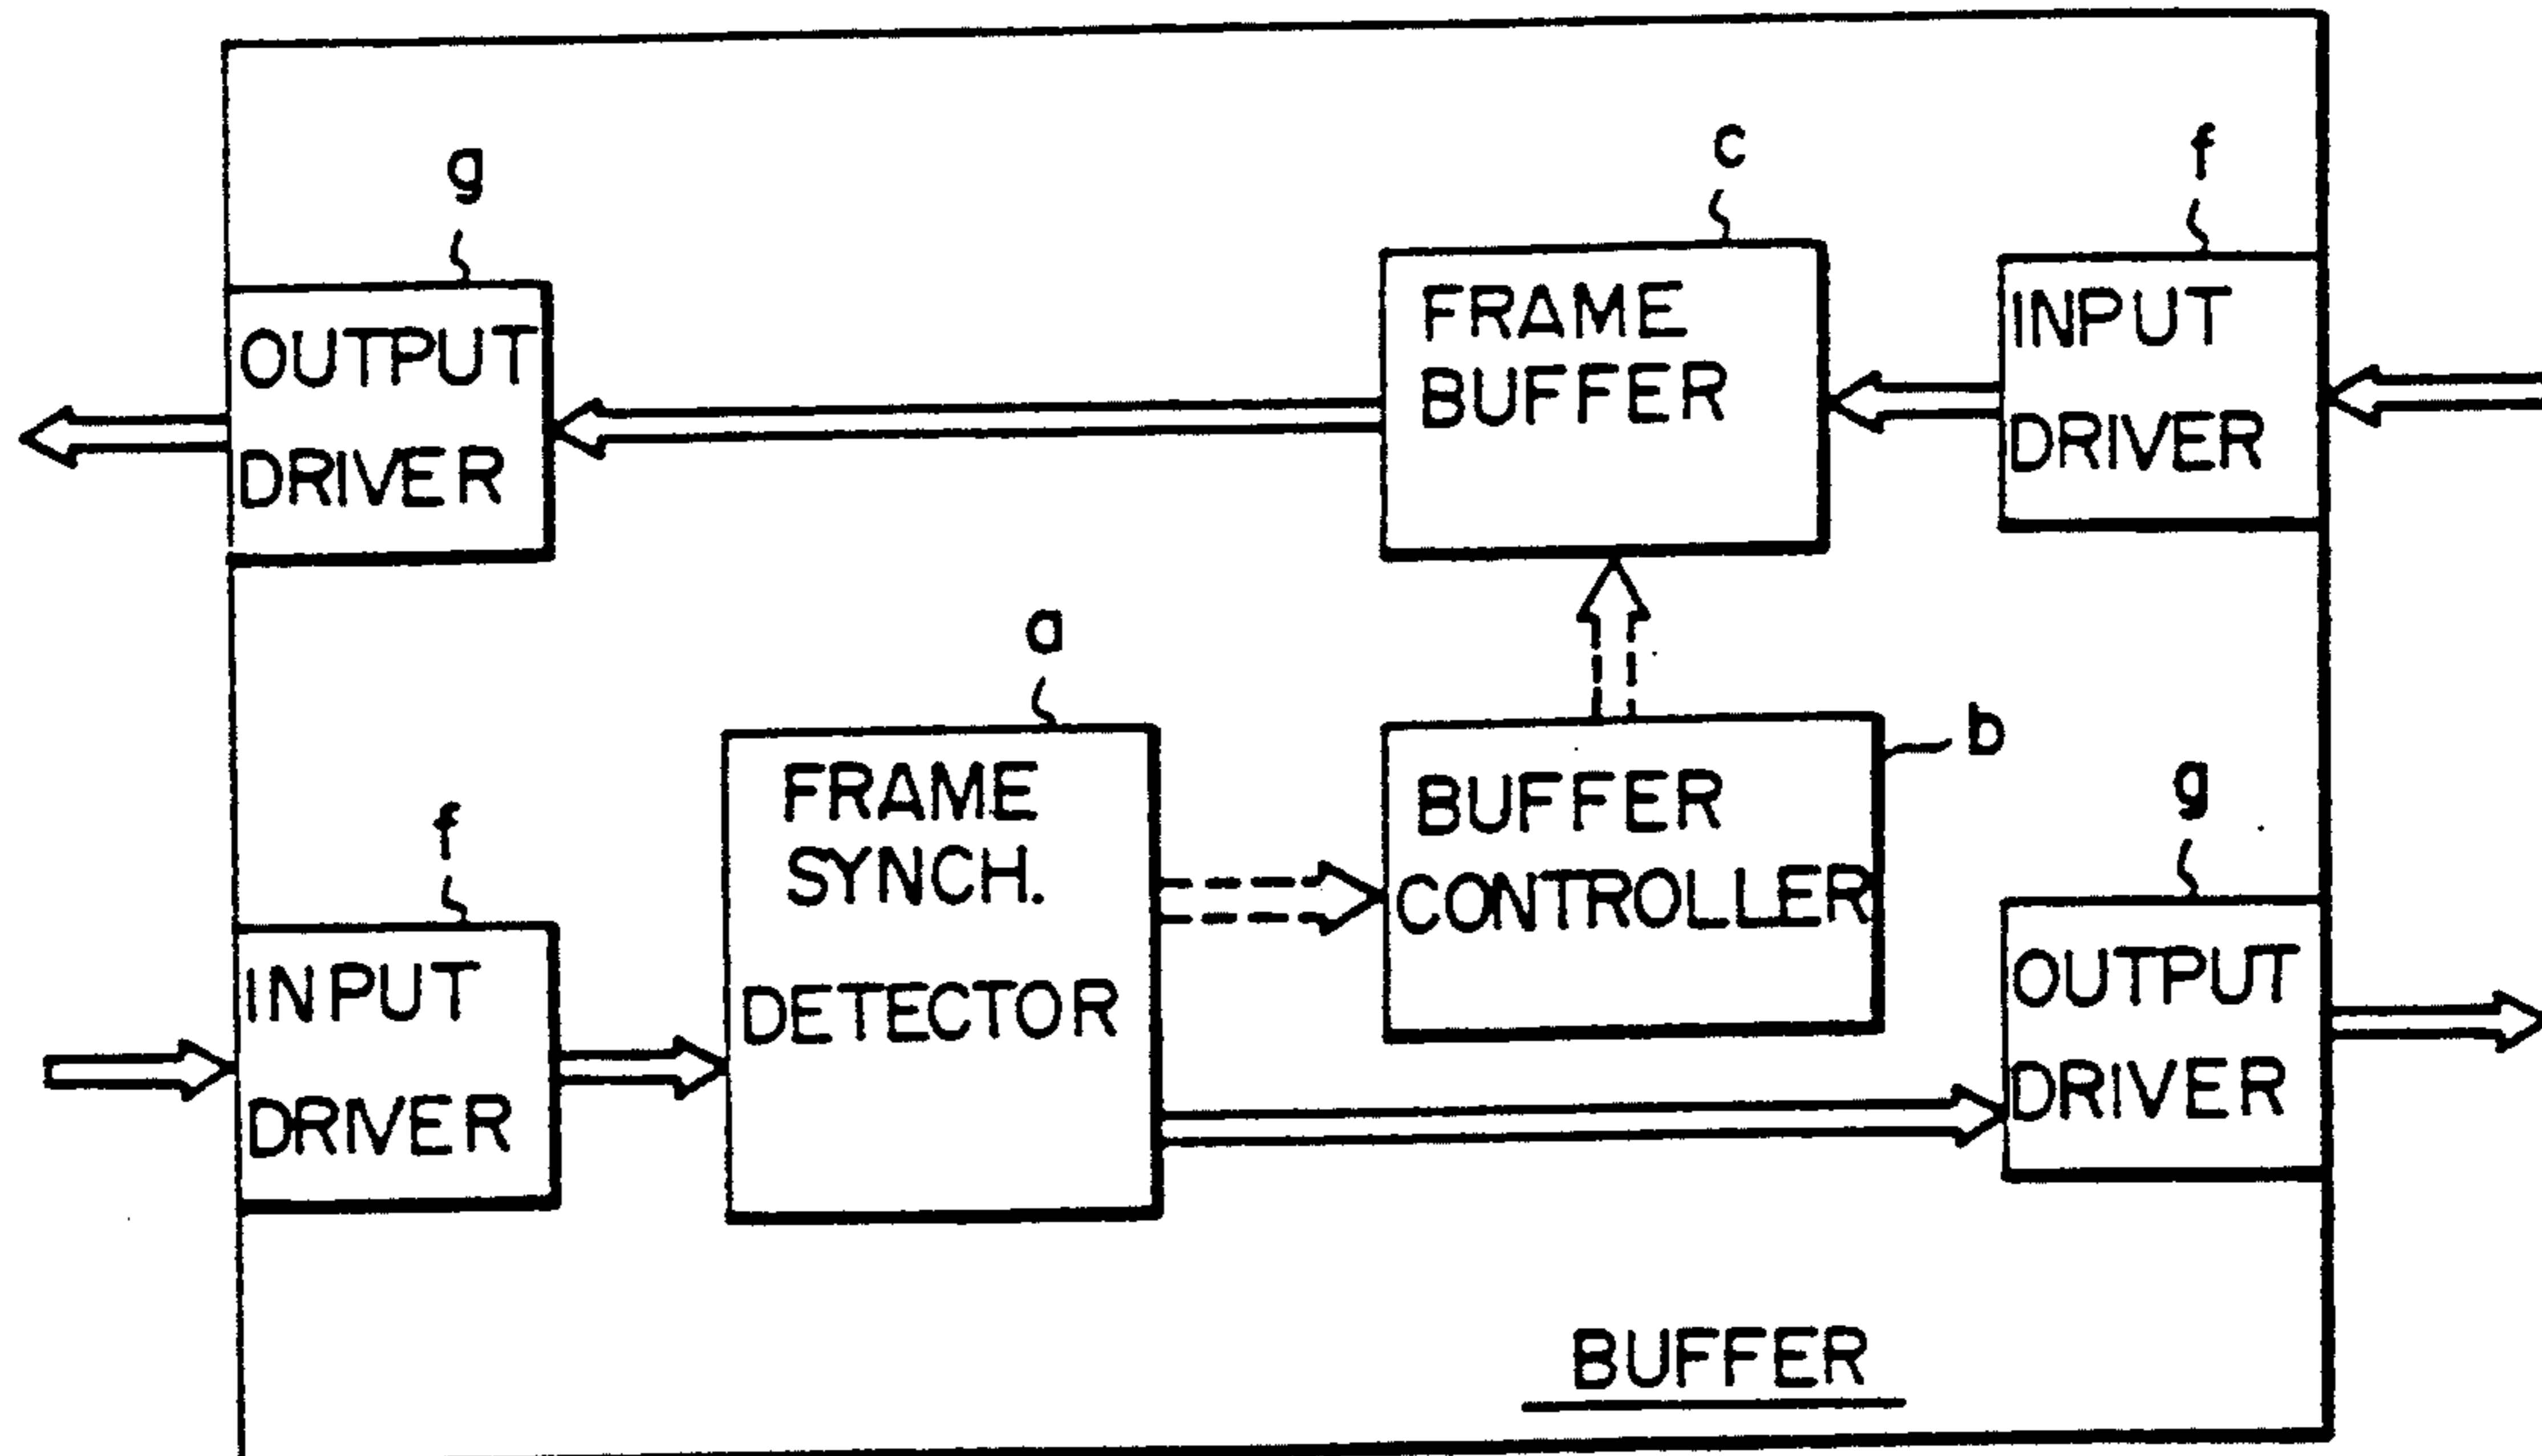 g
OUTPUT
DRIVER
c
FRAME
BUFFER
f
INPUT
DRIVER
a
FRAME
SYNCH.
DETECTOR
b
BUFFER
CONTROLLER
f
INPUT
DRIVER
g
OUTPUT
DRIVER
BUFFER